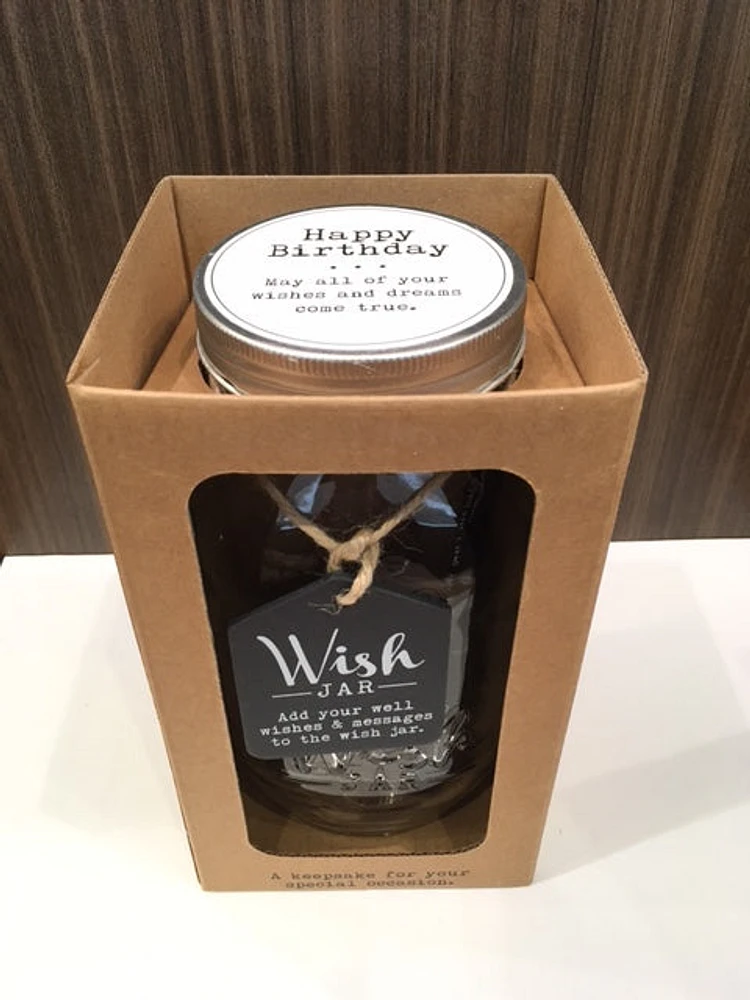 Happy
Birthday
• • •
May all of your
wishes and dreams
come true.
Wish
JAR
Add your well
wishes & messages
to the wish jar.
JAR
A keepsake for your
special occasion.